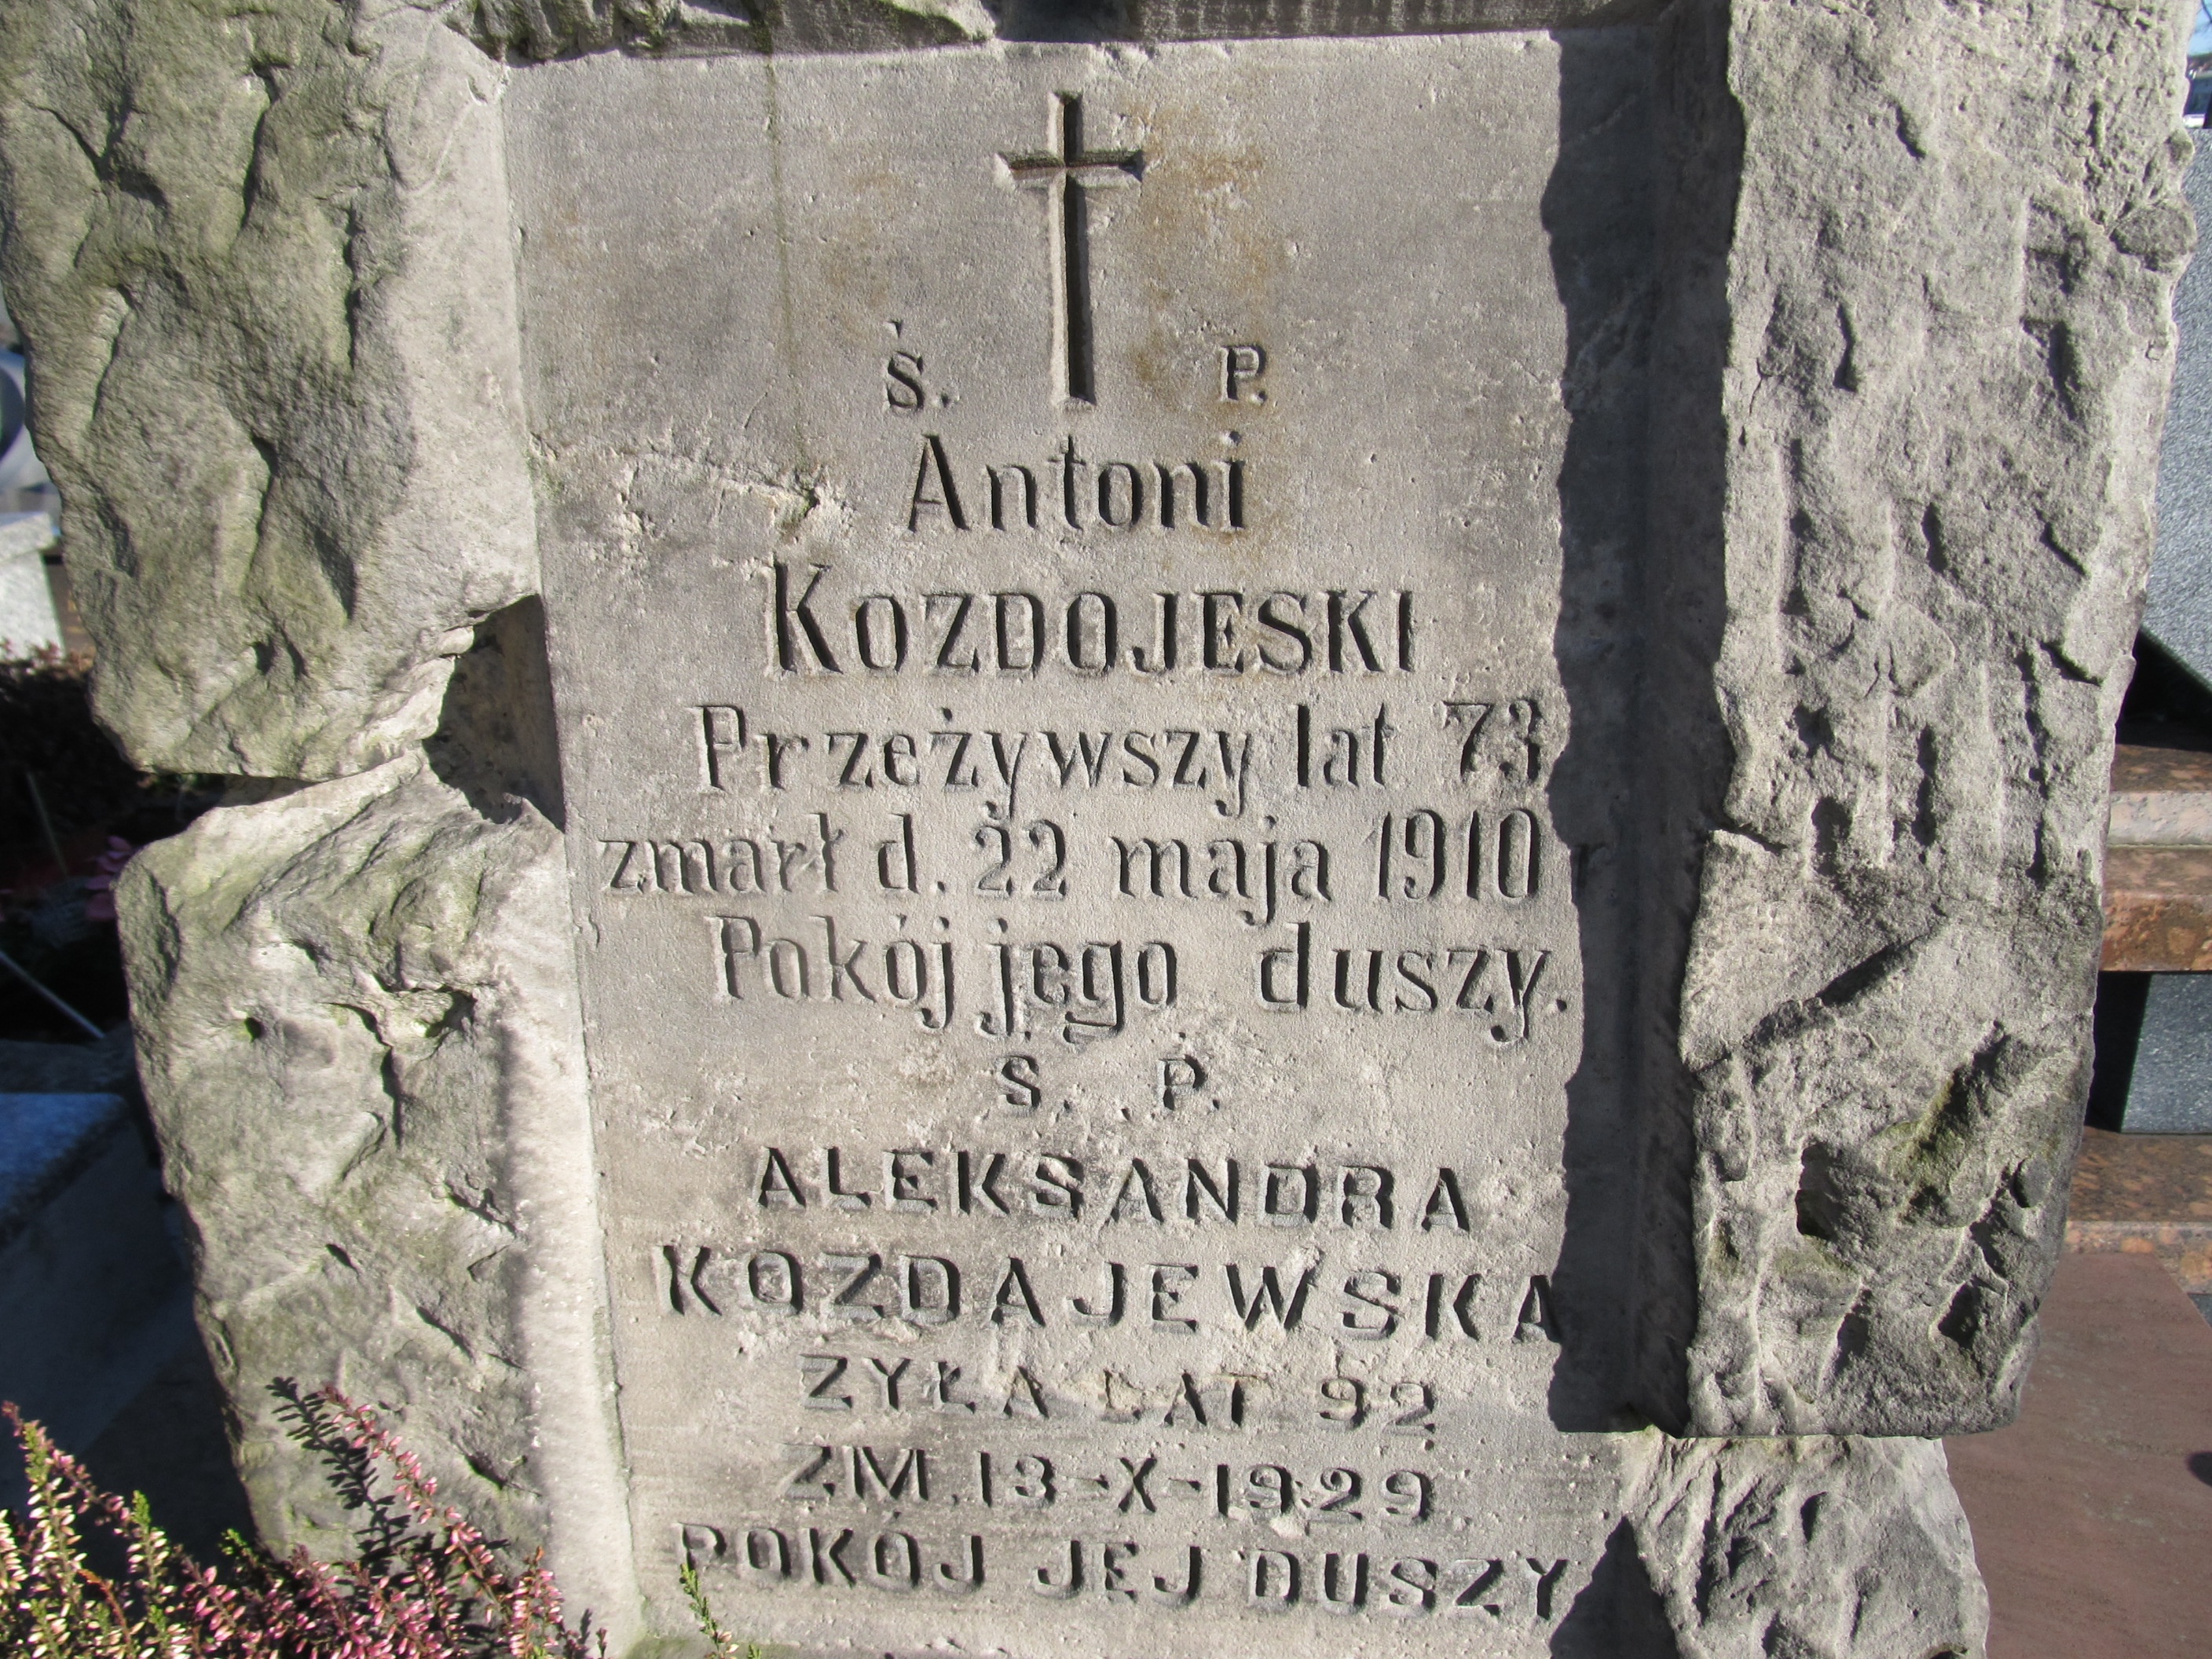 Ś. P.
Antoni
KOZDOJESKI
Przeżywszy lat 73
zmarł d. 22 maja 1910 r
Pokój jego duszy.
Ś. P.
ALEKSANDRA
KOZDAJEWSKA
ŻYŁA LAT 92
ZM. 13-X-1929
POKÓJ JEJ DUSZY